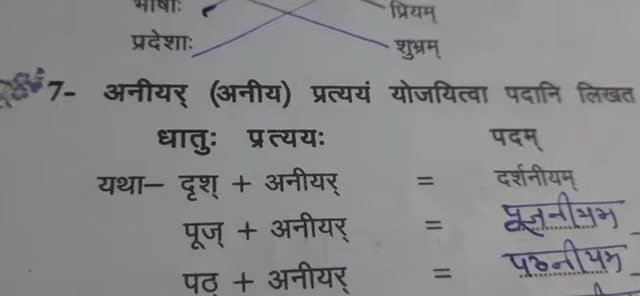 भाषाः प्रियम्
प्रदेशाः शुभ्रम्
7- अनीयर् (अनीय) प्रत्ययं योजयित्वा पदानि लिखत
धातुः प्रत्ययः पदम्
यथा- दृश् + अनीयर् = दर्शनीयम्
पूज् + अनीयर् = पूजनीयम
पठ् + अनीयर् = पठनीयम